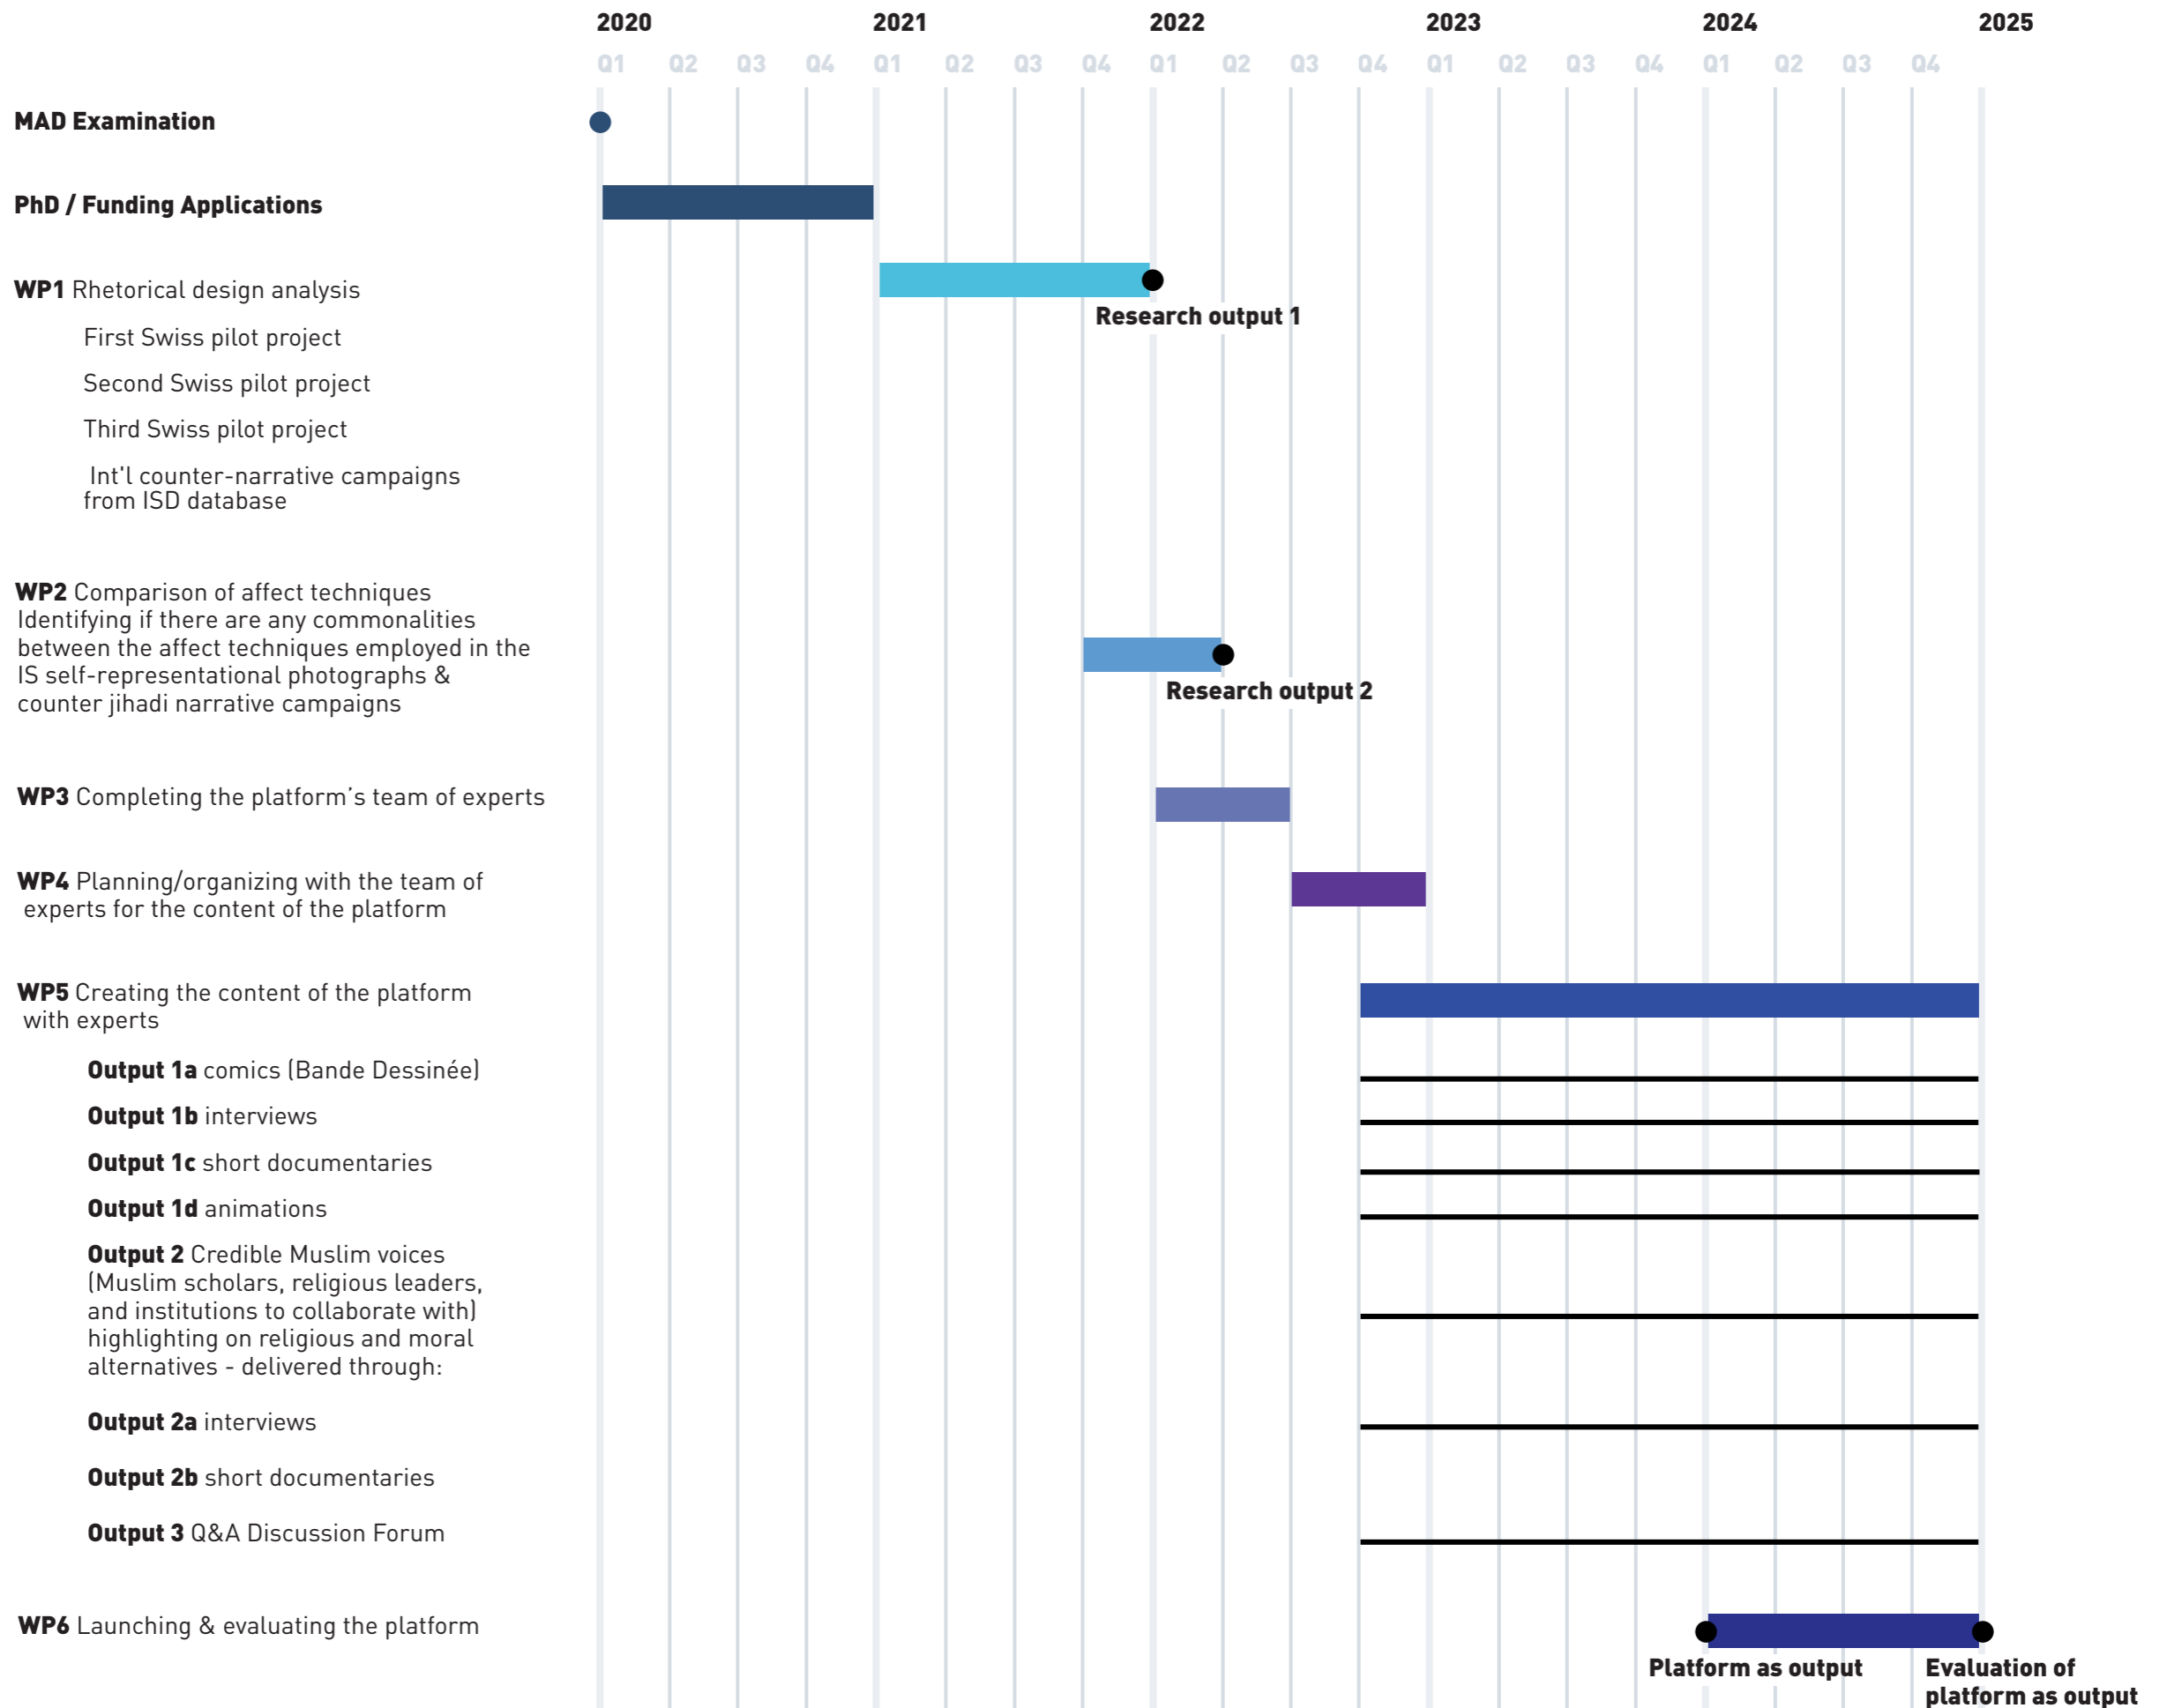 2020 2021 2022 2023 2024 2025
Q1 Q2 Q3 Q4 Q1 Q2 Q3 Q4 Q1 Q2 Q3 Q4 Q1 Q2 Q3 Q4 Q1 Q2 Q3 Q4
MAD Examination
PhD / Funding Applications
WP1 Rhetorical design analysis
Research output 1
First Swiss pilot project
Second Swiss pilot project
Third Swiss pilot project
Int'l counter-narrative campaigns
from ISD database
WP2 Comparison of affect techniques
Identifying if there are any commonalities
between the affect techniques employed in the
IS self-representational photographs &
counter jihadi narrative campaigns
Research output 2
WP3 Completing the platform's team of experts
WP4 Planning/organizing with the team of
experts for the content of the platform
WP5 Creating the content of the platform
with experts
Output 1a comics (Bande Dessinée)
Output 1b interviews
Output 1c short documentaries
Output 1d animations
Output 2 Credible Muslim voices
(Muslim scholars, religious leaders,
and institutions to collaborate with)
highlighting on religious and moral
alternatives - delivered through:
Output 2a interviews
Output 2b short documentaries
Output 3 Q&A Discussion Forum
WP6 Launching & evaluating the platform
Platform as output
Evaluation of
platform as output